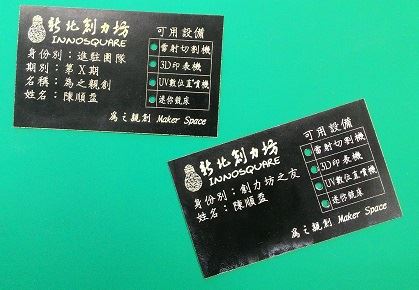 新北創力坊
INNOSQUARE
身份別：進駐團隊
期別：第X期
名稱：為之親創
姓名：陳順益
可用設備
雷射切割機
3D印表機
UV數位直噴機
迷你銑床
為之親創 Maker Space
新北創力坊
INNOSQUARE
身份別：創力坊之友
姓名：陳順益
可用設備
雷射切割機
3D印表機
UV數位直噴機
迷你銑床
為之親創 Maker Space